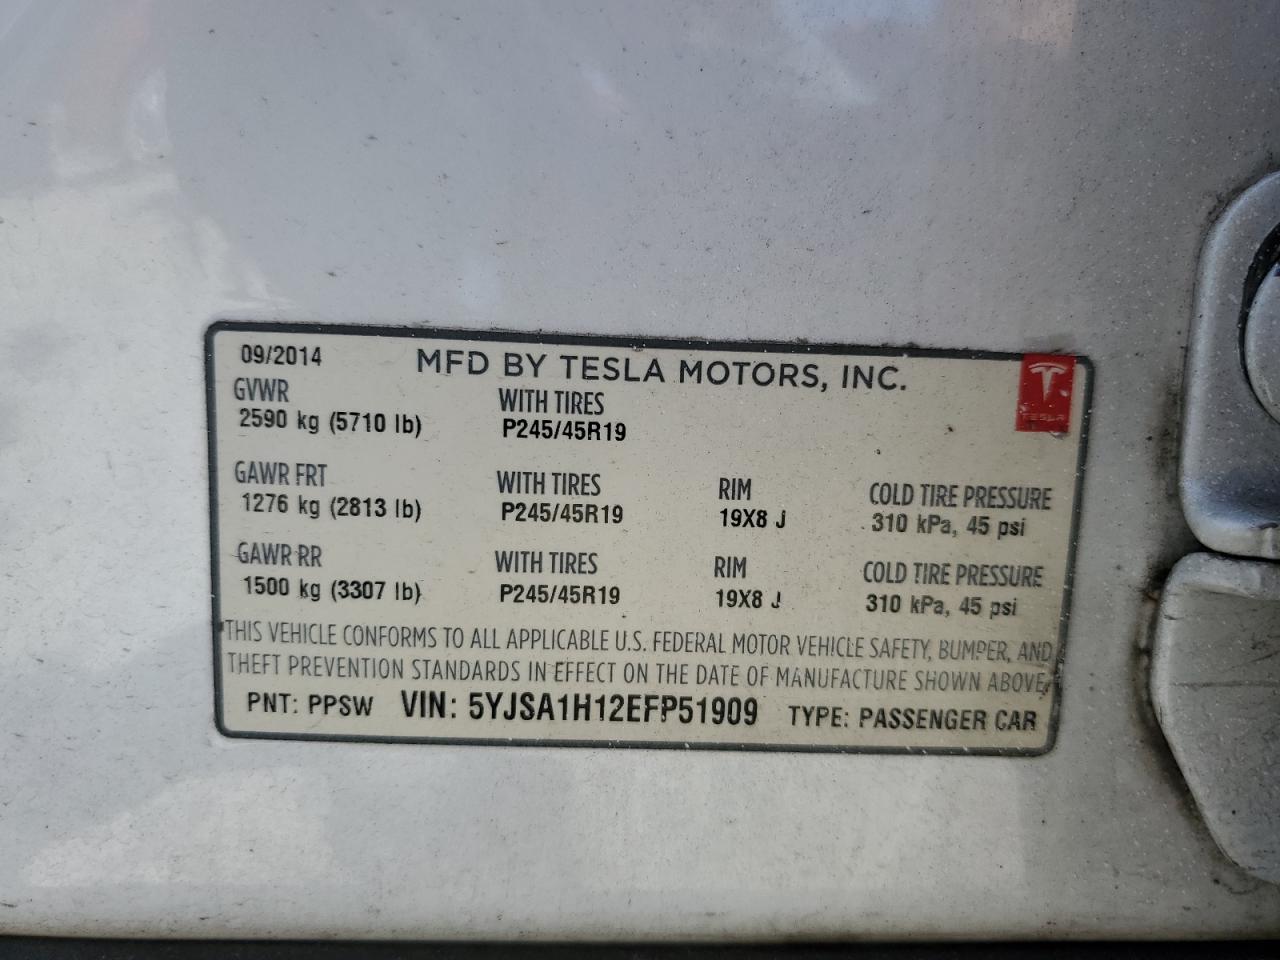 09/2014 MFD BY TESLA MOTORS, INC.
TESLA
GVWR WITH TIRES
2590 kg (5710 lb) P245/45R19
GAWR FRT WITH TIRES RIM COLD TIRE PRESSURE
1276 kg (2813 lb) P245/45R19 19X8 J 310 kPa, 45 psi
GAWR RR WITH TIRES RIM COLD TIRE PRESSURE
1500 kg (3307 lb) P245/45R19 19X8 J 310 kPa, 45 psi
THIS VEHICLE CONFORMS TO ALL APPLICABLE U.S. FEDERAL MOTOR VEHICLE SAFETY, BUMPER, AND
THEFT PREVENTION STANDARDS IN EFFECT ON THE DATE OF MANUFACTURE SHOWN ABOVE
PNT: PPSW VIN: 5YJSA1H12EFP51909 TYPE: PASSENGER CAR